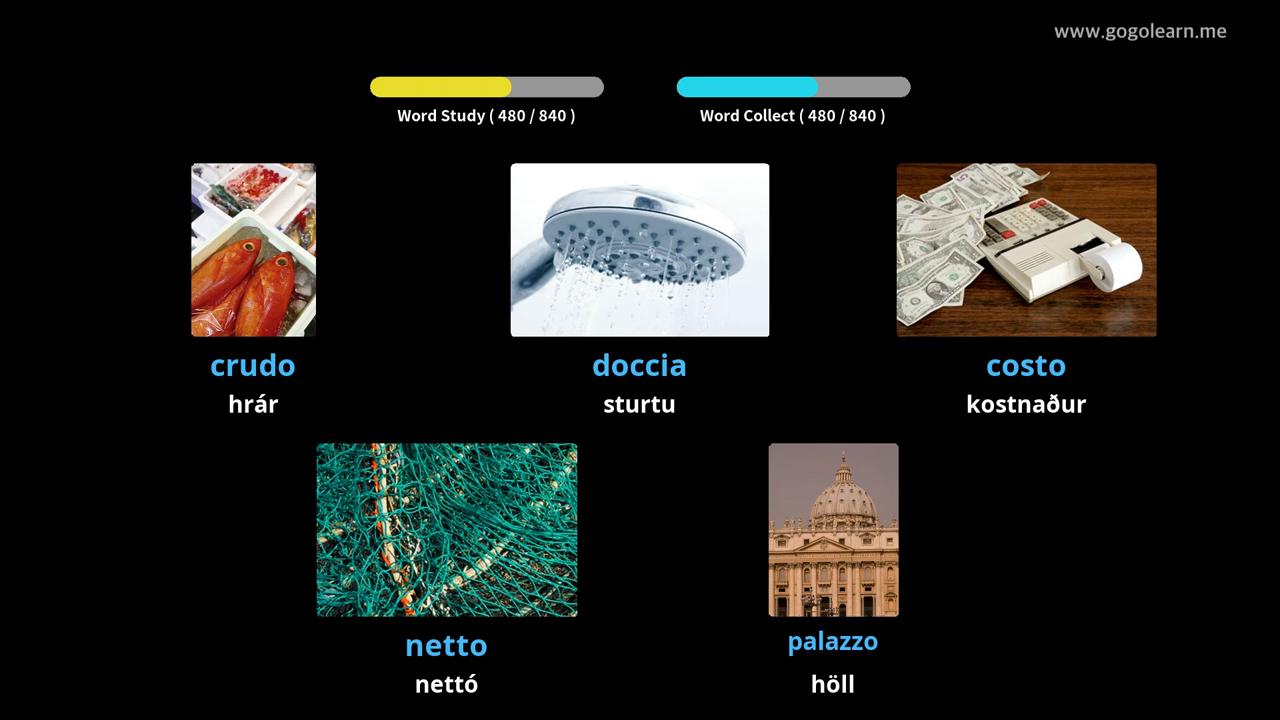 www.gogolearn.me
Word Study ( 480 / 840 )
Word Collect ( 480 / 840 )
crudo
hrár
doccia
sturtu
costo
kostnaður
netto
nettó
palazzo
höll